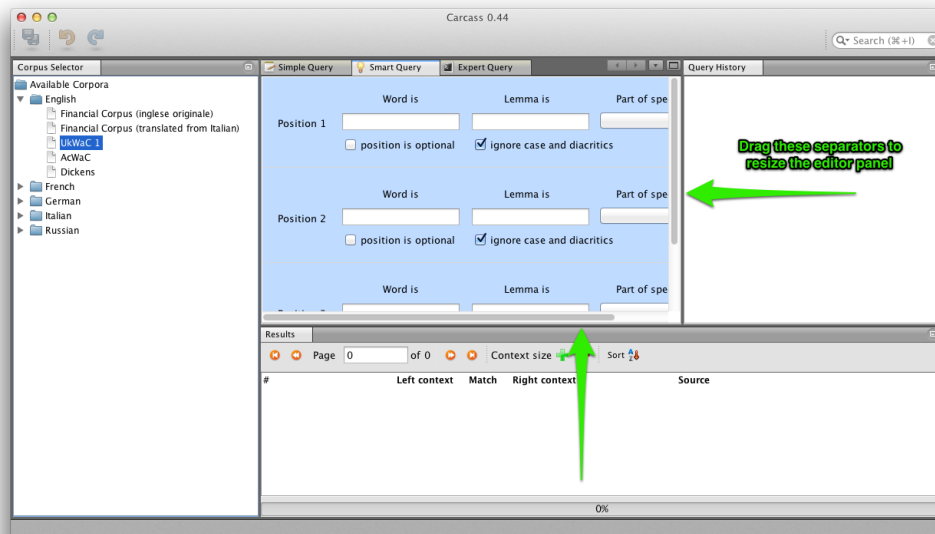 Carcass 0.44
Search (⌘+I)
Corpus Selector
Simple Query
Smart Query
Expert Query
Query History
Available Corpora
English
Financial Corpus (inglese originale)
Financial Corpus (translated from Italian)
UkWaC 1
AcWaC
Dickens
French
German
Italian
Russian
Word is Lemma is Part of spe
Position 1
position is optional ignore case and diacritics
Word is Lemma is Part of spe
Position 2
position is optional ignore case and diacritics
Word is Lemma is Part of spe
Drag these separators to
resize the editor panel
Results
Page 0 of 0 Context size Sort
# Left context Match Right context Source
0%